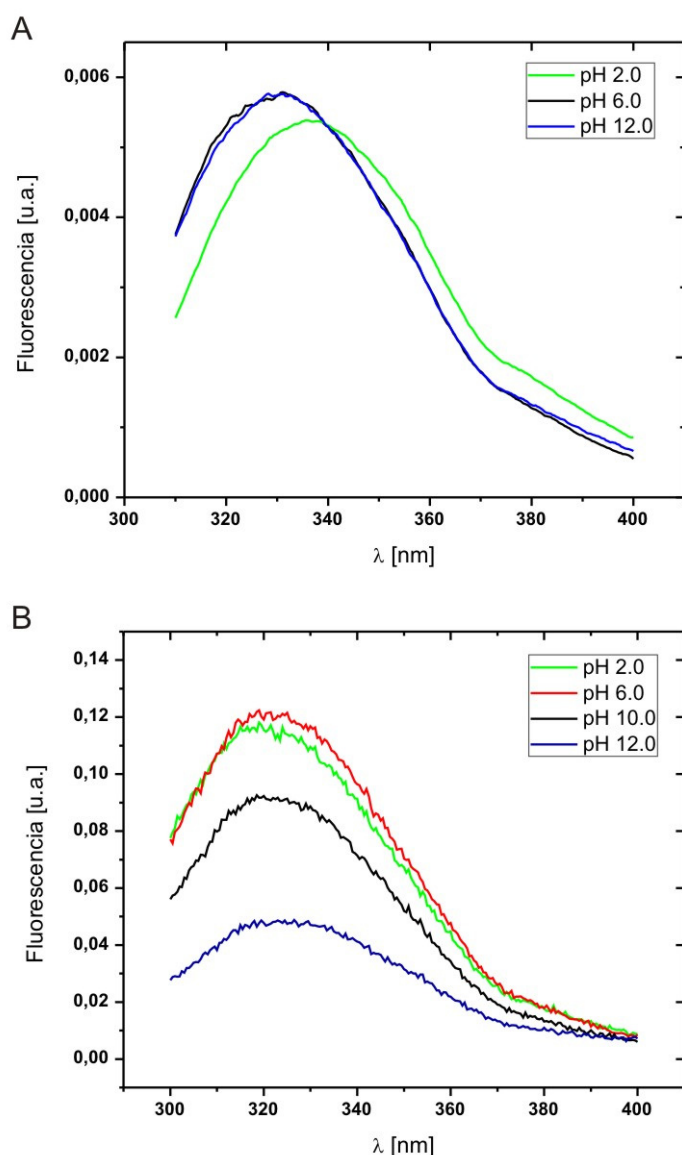 A
0,006
0,004
0,002
0,000
Fluorescencia [u.a.]
pH 2.0
pH 6.0
pH 12.0
300
320
340
360
380
400
λ [nm]
B
0,14
0,12
0,10
0,08
0,06
0,04
0,02
0,00
Fluorescencia [u.a.]
pH 2.0
pH 6.0
pH 10.0
pH 12.0
300
320
340
360
380
400
λ [nm]